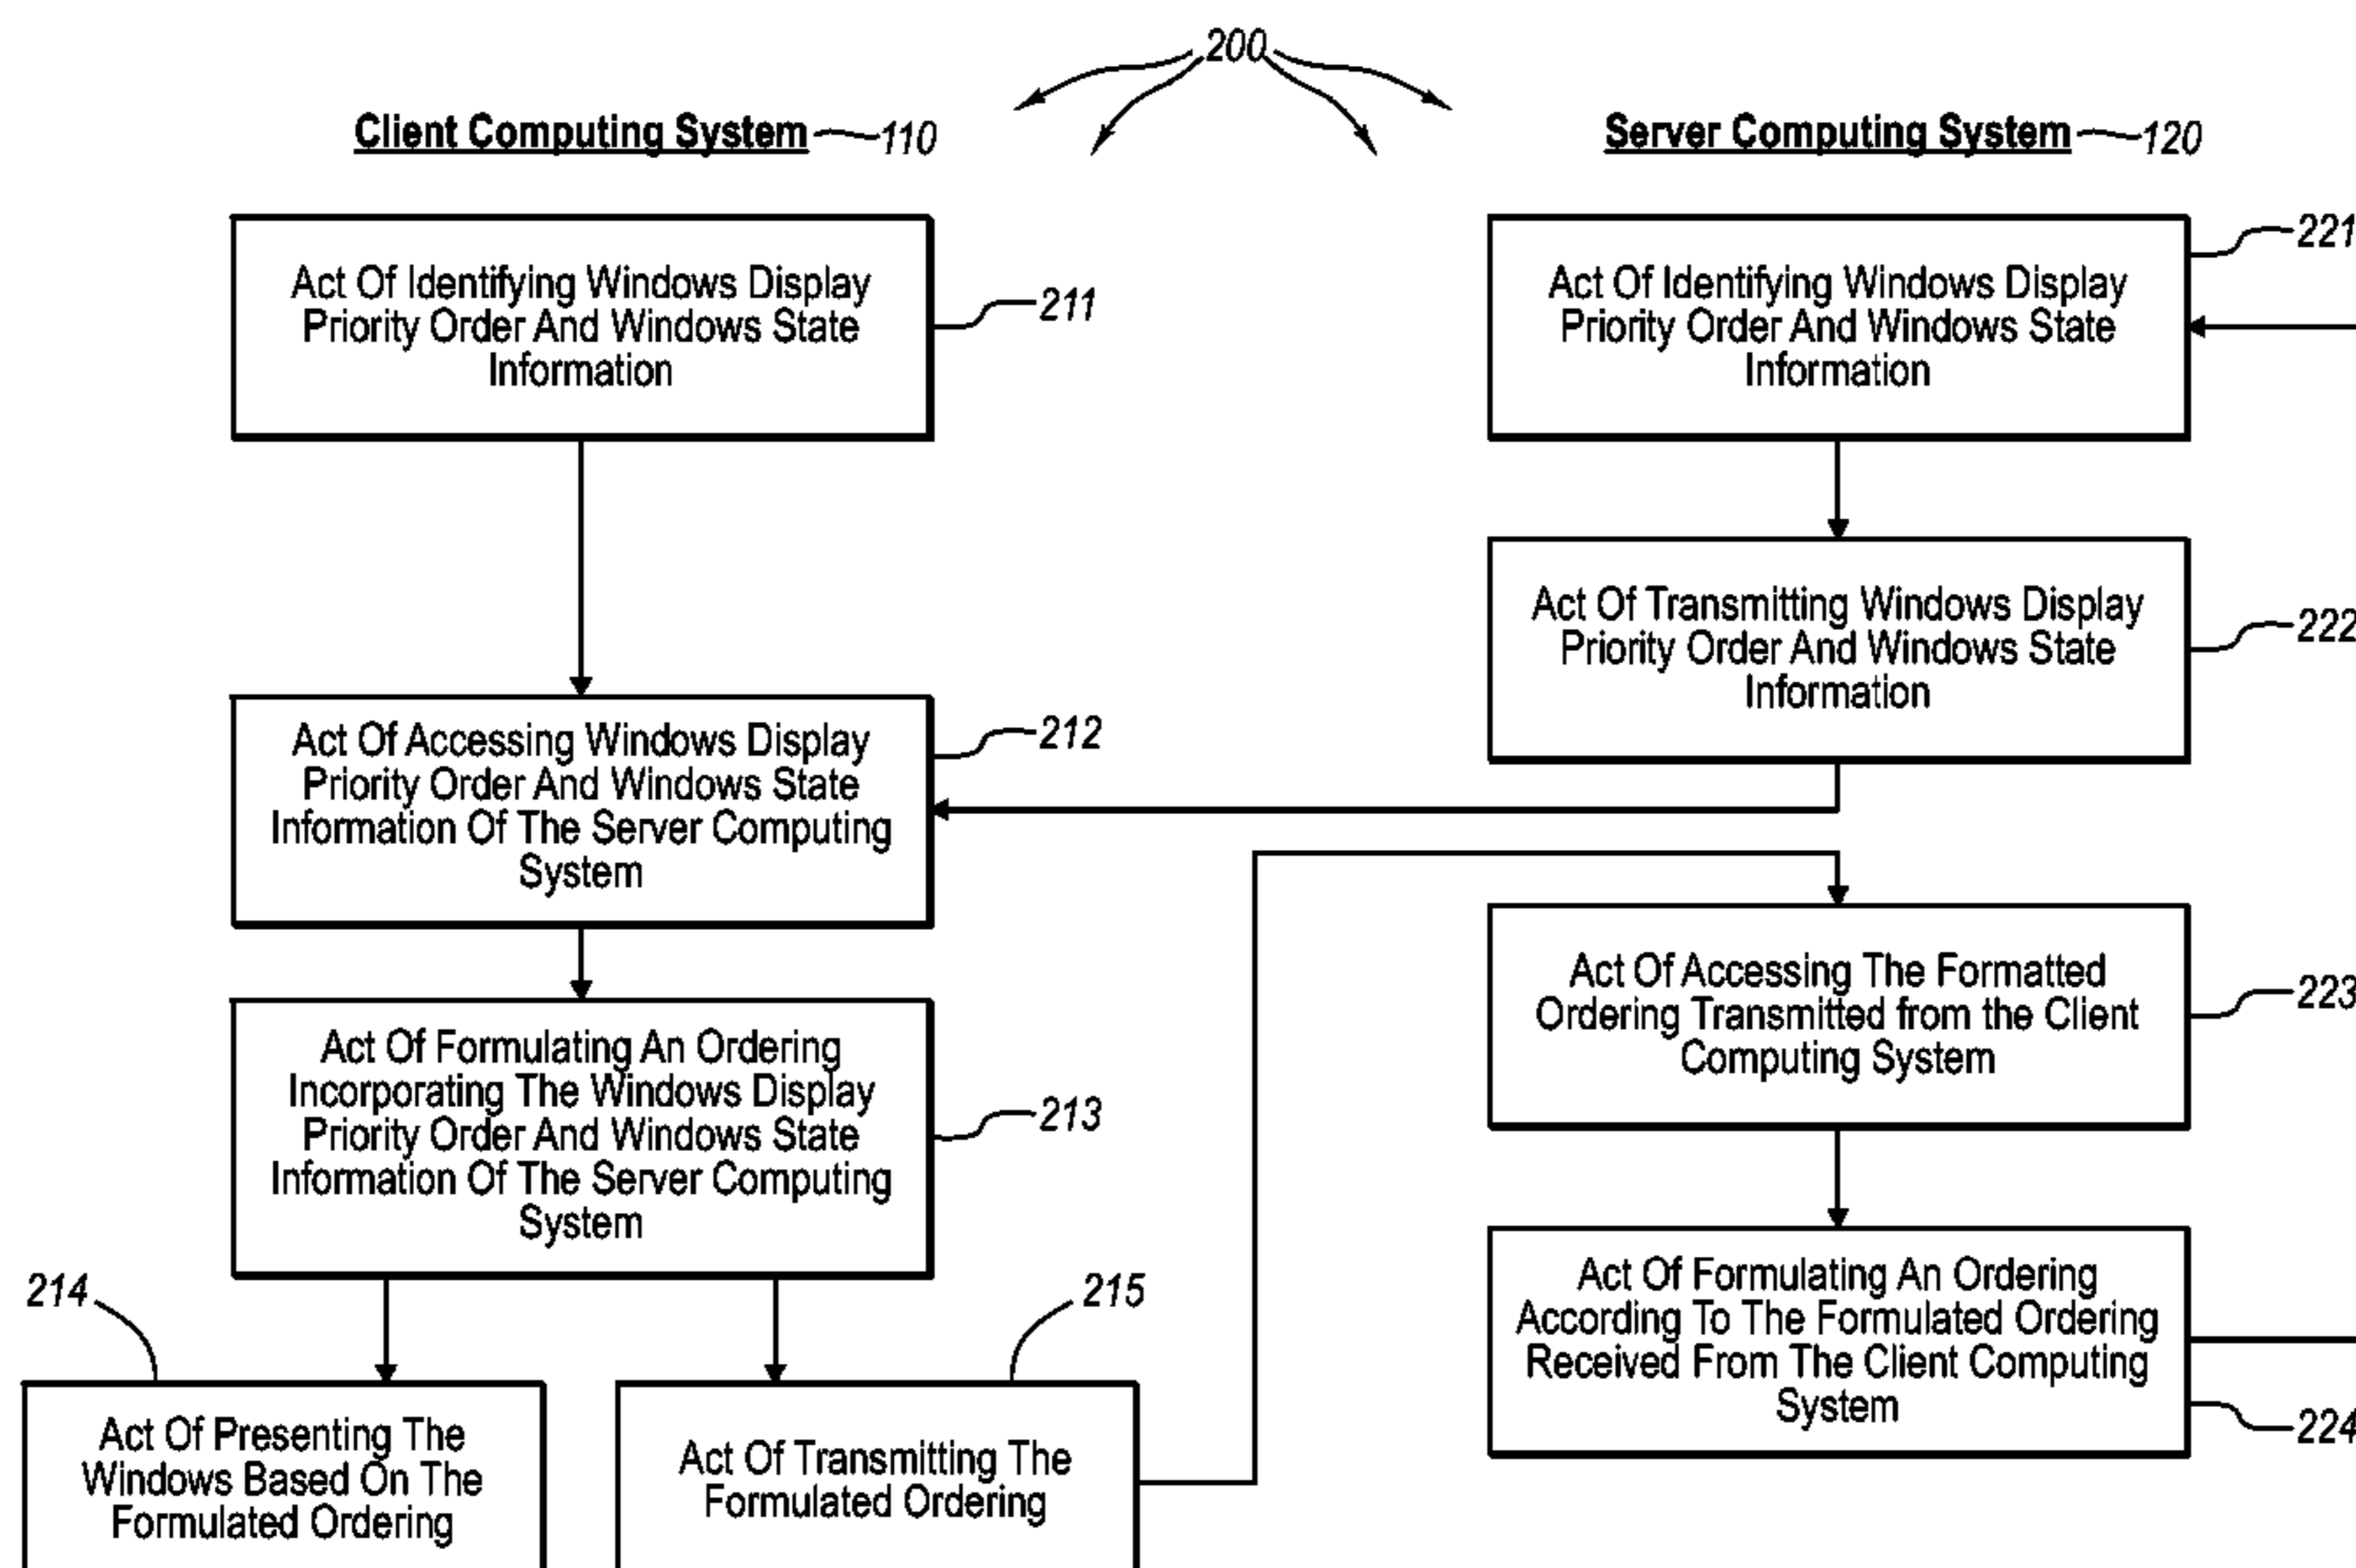 200
Client Computing System 110
Server Computing System 120
Act Of Identifying Windows Display
Priority Order And Windows State
Information
211
Act Of Identifying Windows Display
Priority Order And Windows State
Information
221
Act Of Transmitting Windows Display
Priority Order And Windows State
Information
222
Act Of Accessing Windows Display
Priority Order And Windows State
Information Of The Server Computing
System
212
Act Of Accessing The Formatted
Ordering Transmitted from the Client
Computing System
223
Act Of Formulating An Ordering
Incorporating The Windows Display
Priority Order And Windows State
Information Of The Server Computing
System
213
Act Of Formulating An Ordering
According To The Formulated Ordering
Received From The Client Computing
System
224
214
Act Of Presenting The
Windows Based On The
Formulated Ordering
215
Act Of Transmitting The
Formulated Ordering